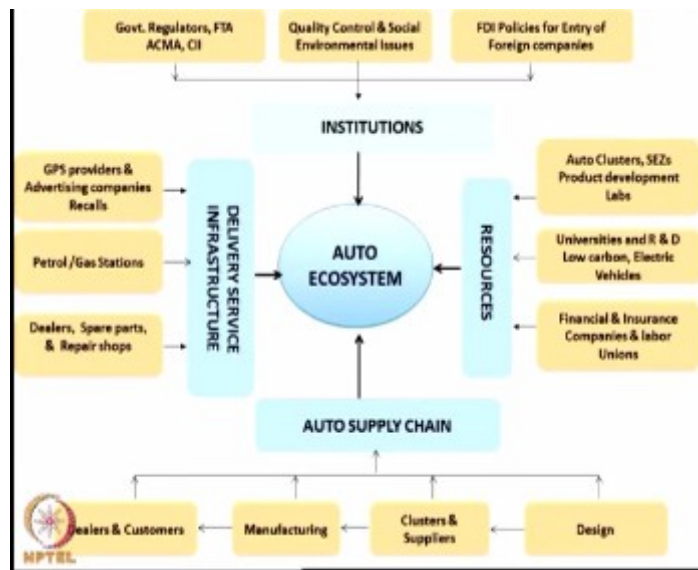 Govt. Regulators, FTA
ACMA, CII
Quality Control & Social
Environmental Issues
FDI Policies for Entry of
Foreign companies
INSTITUTIONS
GPS providers &
Advertising companies
Recalls
Petrol /Gas Stations
Dealers, Spare parts,
& Repair shops
DELIVERY SERVICE
INFRASTRUCTURE
AUTO
ECOSYSTEM
RESOURCES
Auto Clusters, SEZs
Product development
Labs
Universities and R & D
Low carbon, Electric
Vehicles
Financial & Insurance
Companies & labor
Unions
AUTO SUPPLY CHAIN
Dealers & Customers
Manufacturing
Clusters &
Suppliers
Design
NPTEL